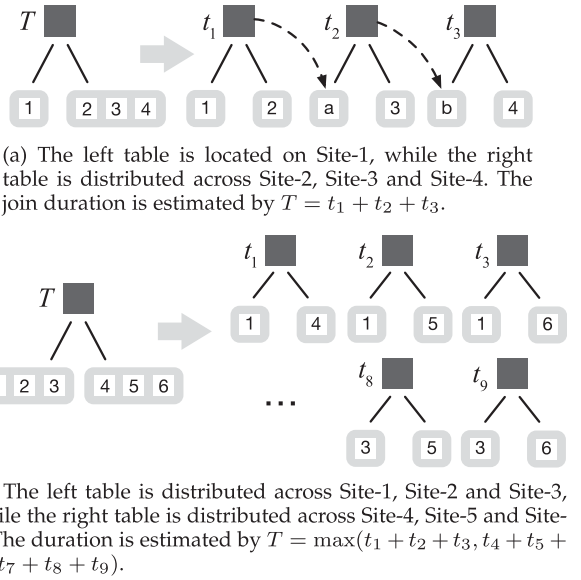 T t1 t2 t3
1 2 3 4 1 2 a 3 b 4
(a) The left table is located on Site-1, while the right
table is distributed across Site-2, Site-3 and Site-4. The
join duration is estimated by T = t1 + t2 + t3.
t1 t2 t3
T
1 4 1 5 1 6
2 3 4 5 6
t8 t9
...
3 5 3 6
The left table is distributed across Site-1, Site-2 and Site-3,
ile the right table is distributed across Site-4, Site-5 and Site-
The duration is estimated by T = max(t1 + t2 + t3, t4 + t5 +
t7 + t8 + t9).